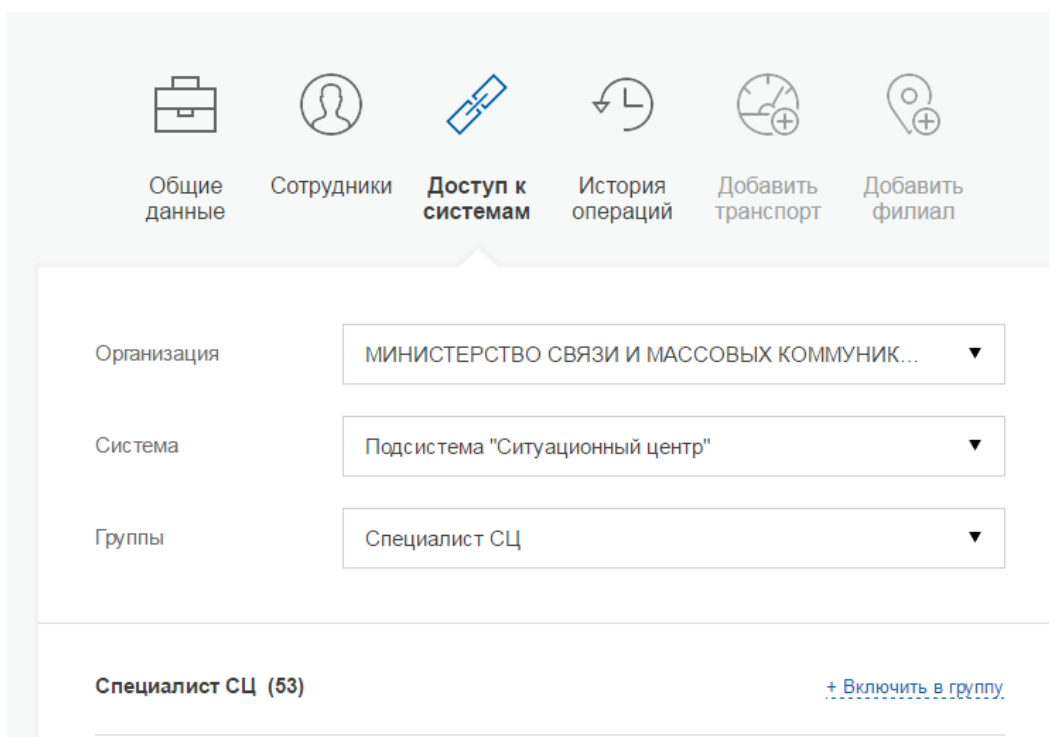 Общие данные
Сотрудники
Доступ к системам
История операций
Добавить транспорт
Добавить филиал
Организация
МИНИСТЕРСТВО СВЯЗИ И МАССОВЫХ КОММУНИК...
Система
Подсистема "Ситуационный центр"
Группы
Специалист СЦ
Специалист СЦ (53)
+ Включить в группу